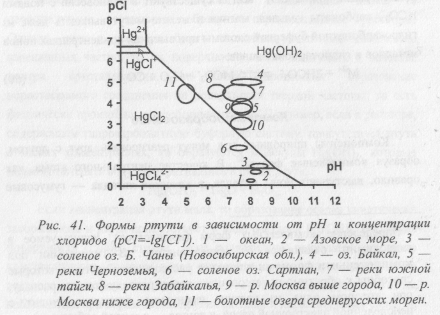 pCl
8
7
6
5
4
3
2
1
0
Hg²⁺
HgCl⁺
HgCl₂
HgCl₄²⁻
Hg(OH)₂
11
8
4
7
5
9
10
6
3
2
1
pH
2 3 4 5 6 7 8 9 10 11 12
Рис. 41. Формы ртути в зависимости от pH и концентрации
хлоридов (pCl=-lg[Cl⁻]). 1 — океан, 2 — Азовское море, 3 —
соленое оз. Б. Чаны (Новосибирская обл.), 4 — оз. Байкал, 5 —
реки Черноземья, 6 — соленое оз. Сартлан, 7 — реки южной
тайги, 8 — реки Забайкалья, 9 — р. Москва выше города, 10 — р.
Москва ниже города, 11 — болотные озера среднерусских морен.